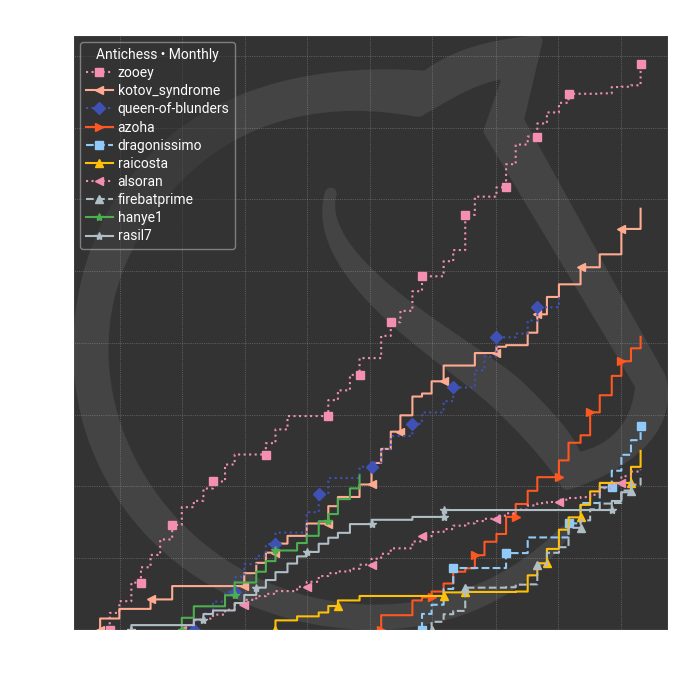 Antichess • Monthly
zooey
kotov_syndrome
queen-of-blunders
azoha
dragonissimo
raicosta
alsoran
firebatprime
hanye1
rasil7